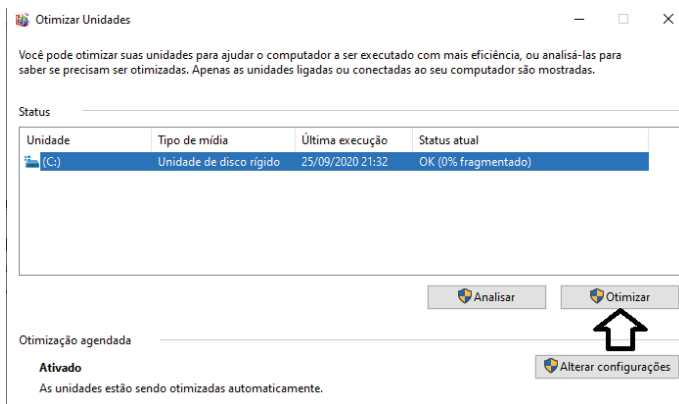 Otimizar Unidades
Você pode otimizar suas unidades para ajudar o computador a ser executado com mais eficiência, ou analisá-las para
saber se precisam ser otimizadas. Apenas as unidades ligadas ou conectadas ao seu computador são mostradas.
Status
Unidade Tipo de mídia Última execução Status atual
(C:) Unidade de disco rígido 25/09/2020 21:32 OK (0% fragmentado)
Analisar Otimizar
Otimização agendada
Ativado Alterar configurações
As unidades estão sendo otimizadas automaticamente.